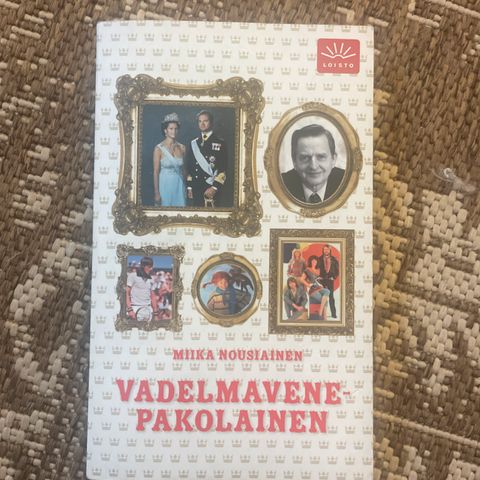 LOISTO
MIIKA NOUSIAINEN
VADELMAVENE-
PAKOLAINEN